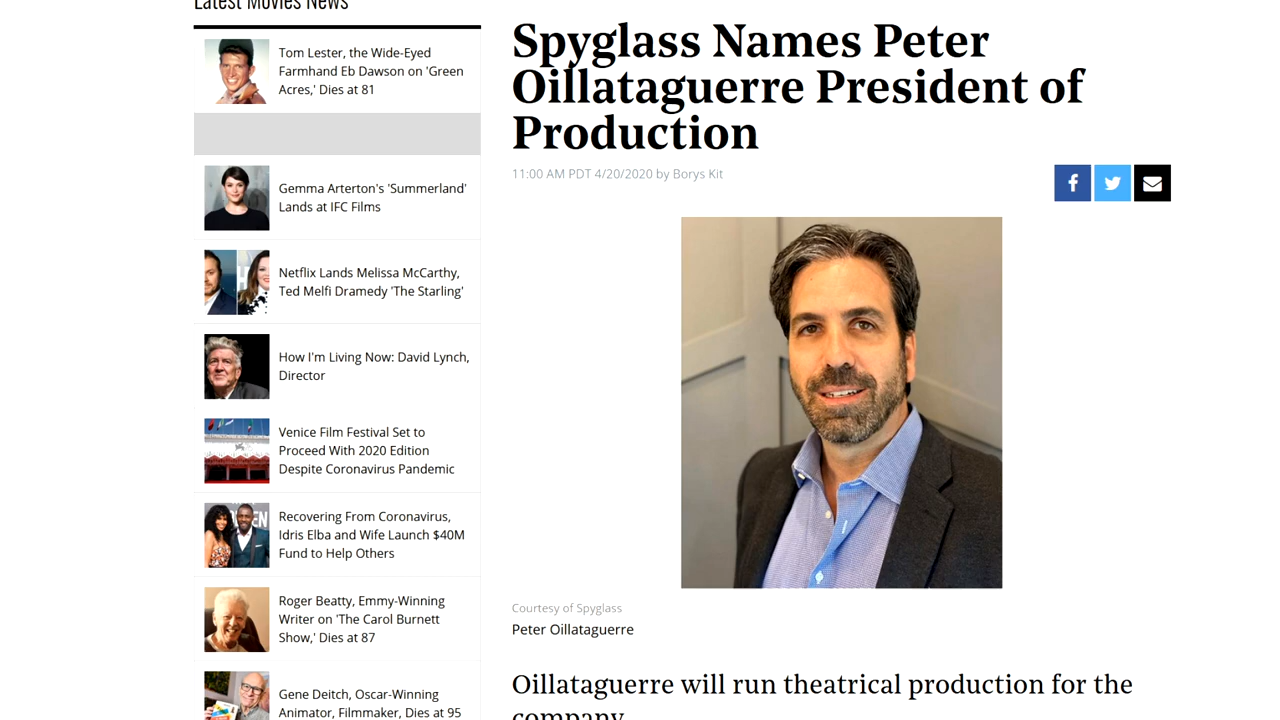 Latest Movies News
Tom Lester, the Wide-Eyed
Farmhand Eb Dawson on 'Green
Acres,' Dies at 81
Gemma Arterton's 'Summerland'
Lands at IFC Films
Netflix Lands Melissa McCarthy,
Ted Melfi Dramedy 'The Starling'
How I'm Living Now: David Lynch,
Director
Venice Film Festival Set to
Proceed With 2020 Edition
Despite Coronavirus Pandemic
Recovering From Coronavirus,
Idris Elba and Wife Launch $40M
Fund to Help Others
Roger Beatty, Emmy-Winning
Writer on 'The Carol Burnett
Show,' Dies at 87
Gene Deitch, Oscar-Winning
Animator, Filmmaker, Dies at 95
Spyglass Names Peter
Oillataguerre President of
Production
11:00 AM PDT 4/20/2020 by Borys Kit
Courtesy of Spyglass
Peter Oillataguerre
Oillataguerre will run theatrical production for the
company